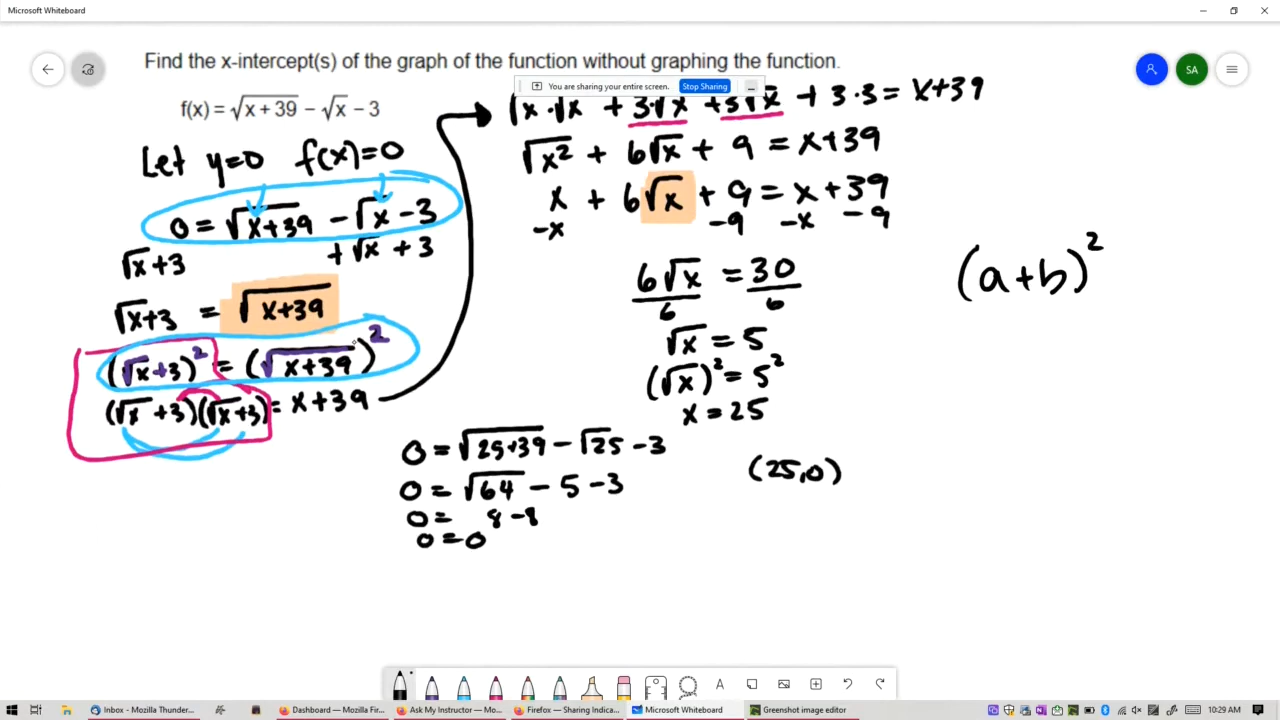 Microsoft Whiteboard
Find the x-intercept(s) of the graph of the function without graphing the function.
You are sharing your entire screen. Stop Sharing
SA
f(x) = √x + 39 − √x − 3
Let y=0 f(x)=0
0 = √x+39 − √x − 3
√x+3 + √x + 3
√x+3 = √x+39
(√x+3)² = (√x+39)²
(√x+3)(√x+3) = x+39
√x·√x + 3√x + 3√x + 3·3 = x+39
√x² + 6√x + 9 = x+39
x + 6√x + 9 = x+39
-x -9 -x -9
6√x = 30
6 6
√x = 5
(√x)² = 5²
x = 25
(a+b)²
0 = √25+39 − √25 − 3
0 = √64 − 5 − 3
0 = 8 − 8
0 = 0
(25,0)
A
Inbox - Mozilla Thunder...
Dashboard — Mozilla Fir...
Ask My Instructor — Mo...
Firefox — Sharing Indica...
Microsoft Whiteboard
Greenshot image editor
10:29 AM